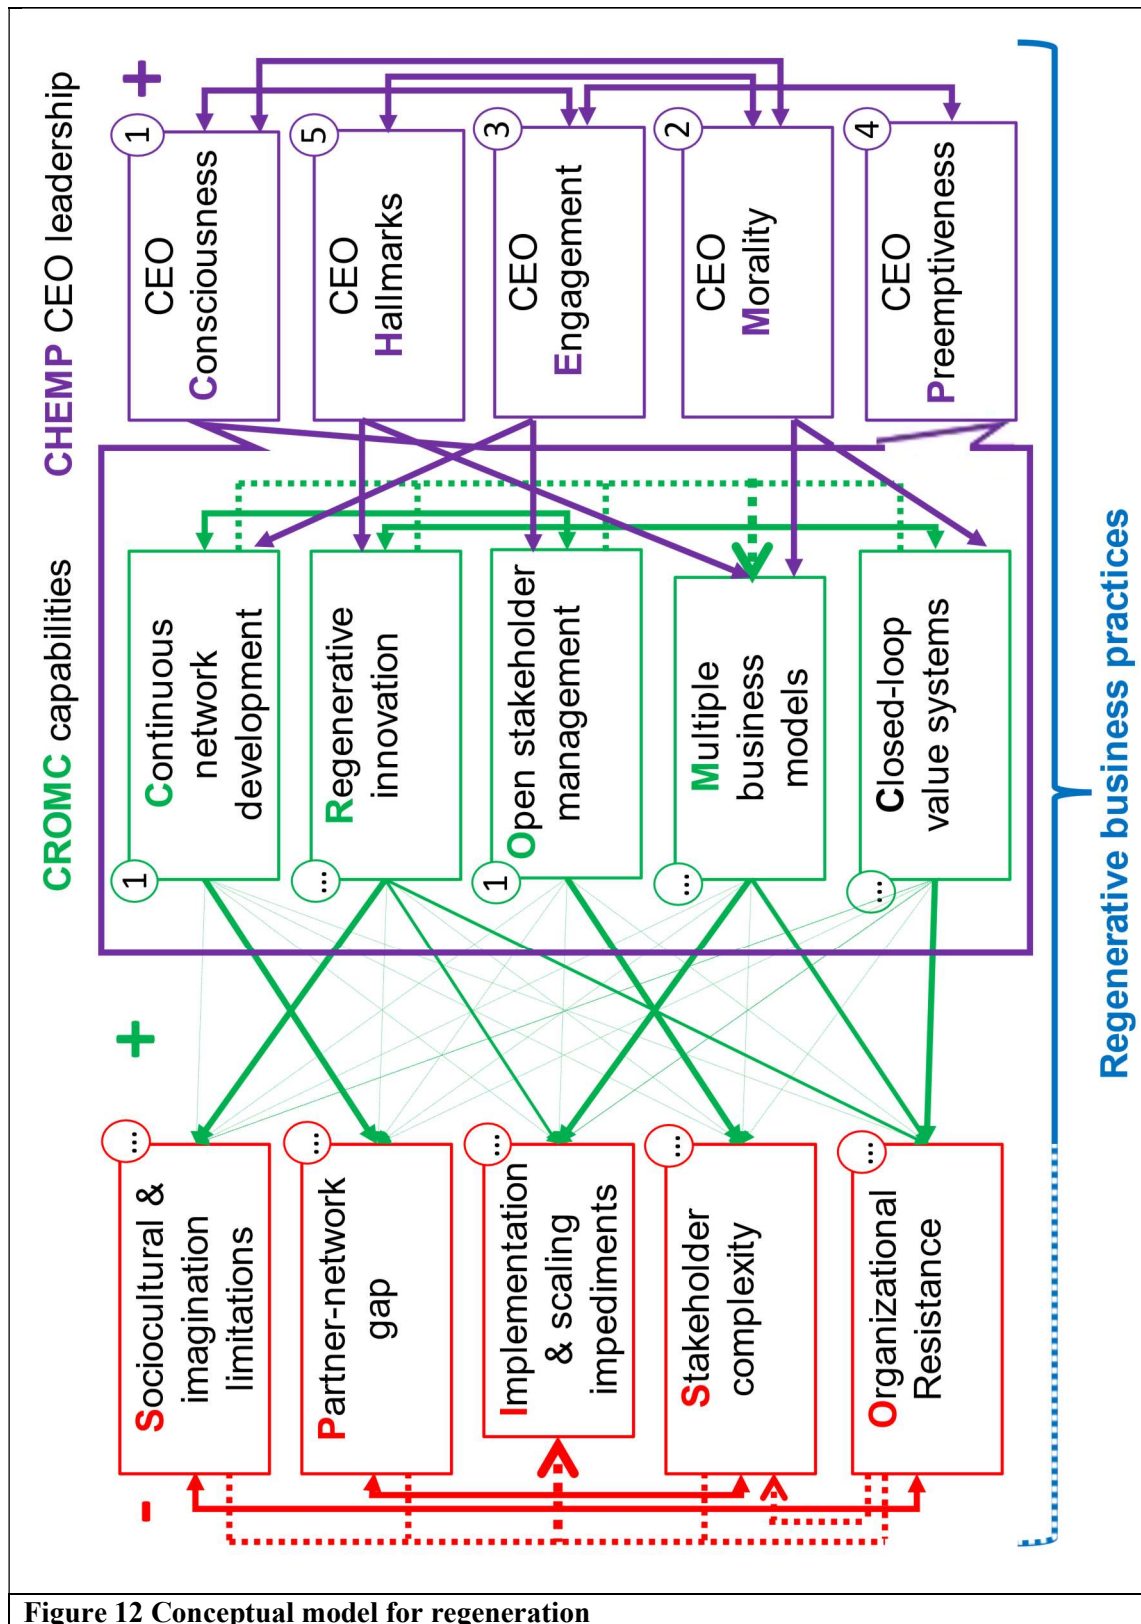 CHEMP CEO leadership
+
1
CEO
Consciousness
5
CEO
Hallmarks
3
CEO
Engagement
2
CEO
Morality
4
CEO
Preemptiveness
CROMC capabilities
1
Continuous
network
development
...
Regenerative
innovation
1
Open stakeholder
management
...
Multiple
business
models
...
Closed-loop
value systems
+
-
...
Sociocultural &
imagination
limitations
...
Partner-network
gap
...
Implementation
& scaling
impediments
...
Stakeholder
complexity
...
Organizational
Resistance
Regenerative business practices
Figure 12 Conceptual model for regeneration